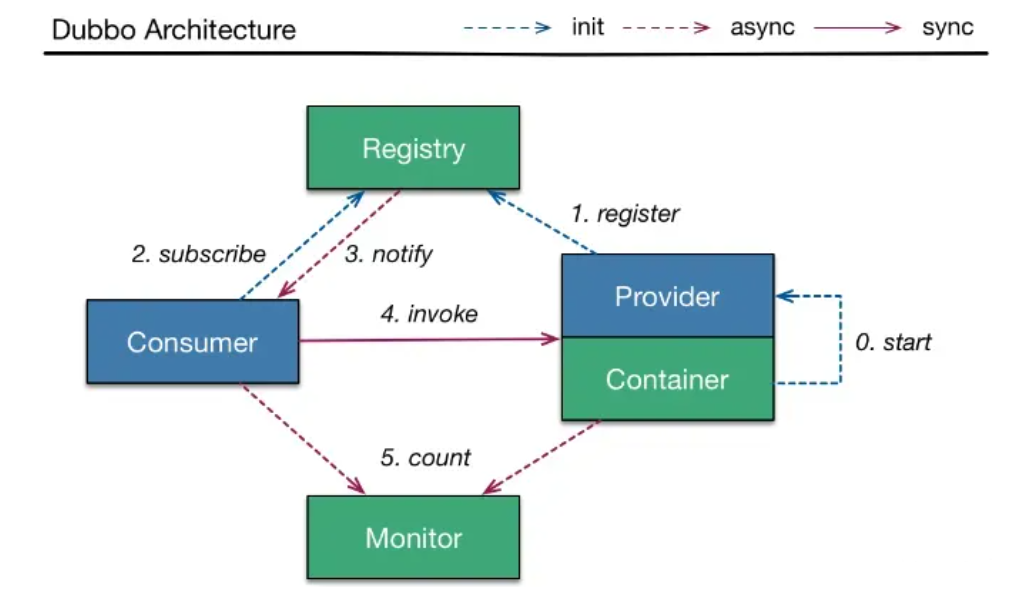 Dubbo Architecture
init
async
sync
Registry
1. register
2. subscribe
3. notify
Provider
4. invoke
Consumer
0. start
Container
5. count
Monitor